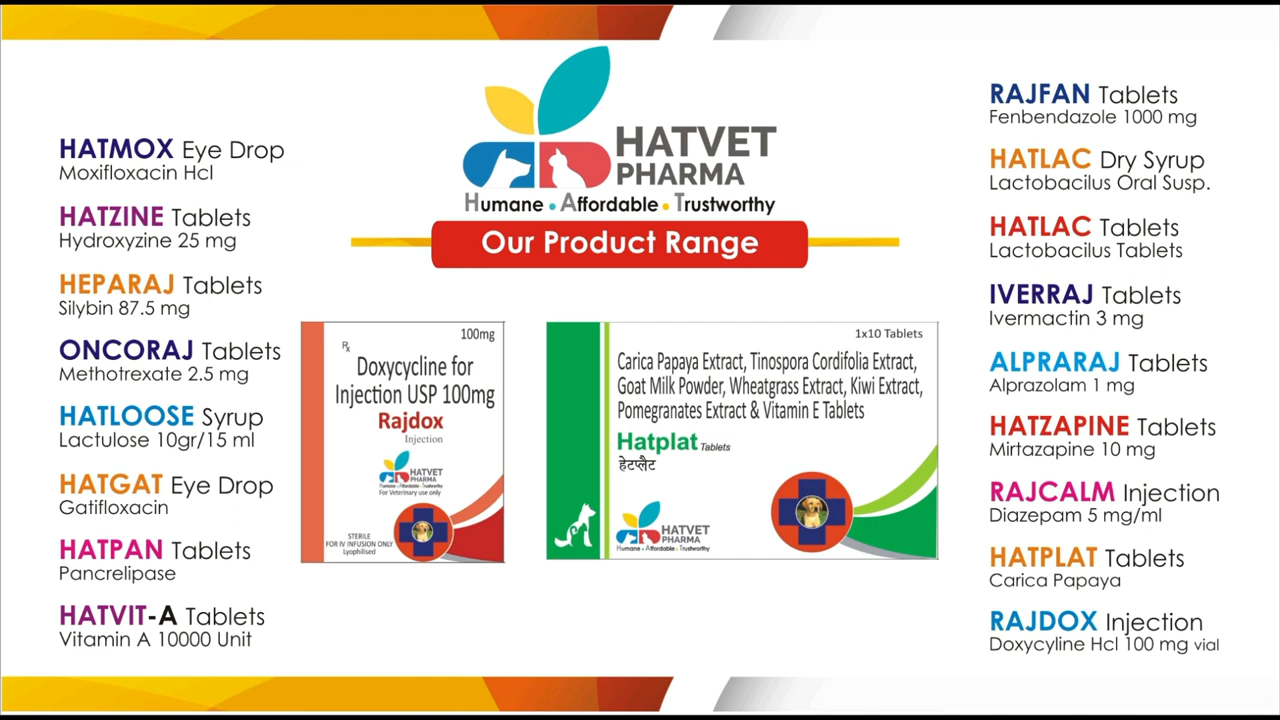 HATVET
PHARMA
Humane • Affordable • Trustworthy
Our Product Range
HATMOX Eye Drop
Moxifloxacin Hcl
HATZINE Tablets
Hydroxyzine 25 mg
HEPARAJ Tablets
Silybin 87.5 mg
ONCORAJ Tablets
Methotrexate 2.5 mg
HATLOOSE Syrup
Lactulose 10gr/15 ml
HATGAT Eye Drop
Gatifloxacin
HATPAN Tablets
Pancrelipase
HATVIT-A Tablets
Vitamin A 10000 Unit
100mg
Rx
Doxycycline for
Injection USP 100mg
Rajdox
Injection
HATVET
PHARMA
Humane • Affordable • Trustworthy
For Veterinary use only
STERILE
FOR IV INFUSION ONLY
Lyophilised
1x10 Tablets
Carica Papaya Extract, Tinospora Cordifolia Extract,
Goat Milk Powder, Wheatgrass Extract, Kiwi Extract,
Pomegranates Extract & Vitamin E Tablets
Hatplat Tablets
हेटप्लैट
HATVET
PHARMA
Humane • Affordable • Trustworthy
RAJFAN Tablets
Fenbendazole 1000 mg
HATLAC Dry Syrup
Lactobacilus Oral Susp.
HATLAC Tablets
Lactobacilus Tablets
IVERRAJ Tablets
Ivermactin 3 mg
ALPRARAJ Tablets
Alprazolam 1 mg
HATZAPINE Tablets
Mirtazapine 10 mg
RAJCALM Injection
Diazepam 5 mg/ml
HATPLAT Tablets
Carica Papaya
RAJDOX Injection
Doxycyline Hcl 100 mg vial